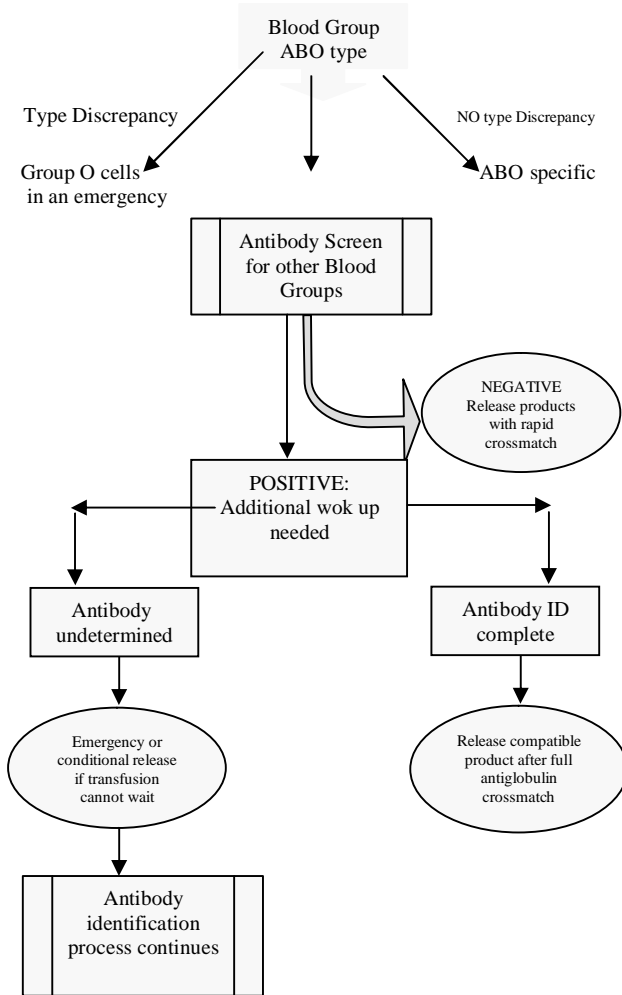 Blood Group
ABO type
Type Discrepancy
NO type Discrepancy
Group O cells
in an emergency
ABO specific
Antibody Screen
for other Blood
Groups
NEGATIVE
Release products
with rapid
crossmatch
POSITIVE:
Additional wok up
needed
Antibody
undetermined
Antibody ID
complete
Emergency or
conditional release
if transfusion
cannot wait
Release compatible
product after full
antiglobulin
crossmatch
Antibody
identification
process continues